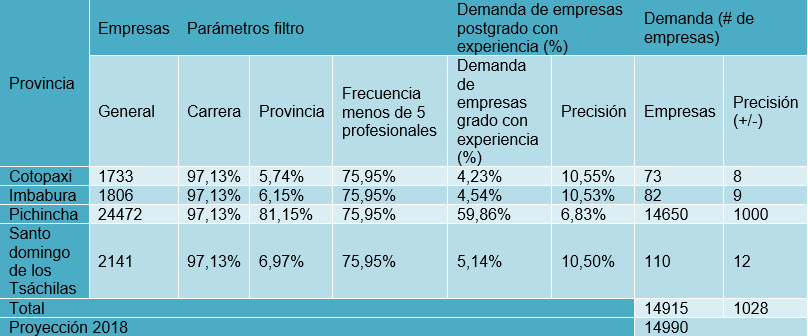 Provincia
Empresas
Parámetros filtro
Demanda de empresas
postgrado con
experiencia (%)
Demanda (# de
empresas)
General
Carrera
Provincia
Frecuencia
menos de 5
profesionales
Demanda
de
empresas
grado con
experiencia
(%)
Precisión
Empresas
Precisión
(+/-)
Cotopaxi 1733 97,13% 5,74% 75,95% 4,23% 10,55% 73 8
Imbabura 1806 97,13% 6,15% 75,95% 4,54% 10,53% 82 9
Pichincha 24472 97,13% 81,15% 75,95% 59,86% 6,83% 14650 1000
Santo
domingo
de los
Tsáchilas
2141 97,13% 6,97% 75,95% 5,14% 10,50% 110 12
Total 14915 1028
Proyección 2018 14990